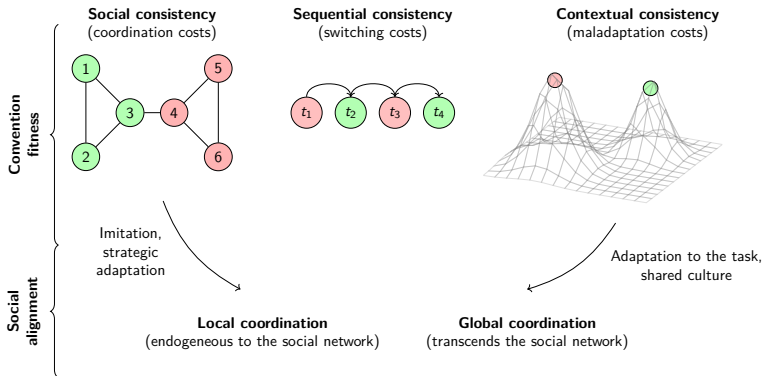 Social consistency
(coordination costs)
Sequential consistency
(switching costs)
Contextual consistency
(maladaptation costs)
Convention
fitness
1
2
3
4
5
6
t1
t2
t3
t4
Imitation,
strategic
adaptation
Adaptation to the task,
shared culture
Social
alignment
Local coordination
(endogeneous to the social network)
Global coordination
(transcends the social network)